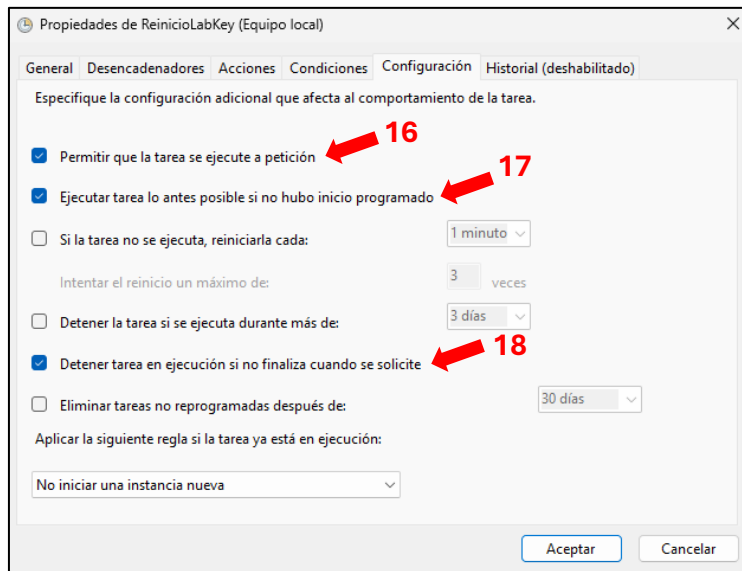 Propiedades de ReinicioLabKey (Equipo local)
General Desencadenadores Acciones Condiciones Configuración Historial (deshabilitado)
Especifique la configuración adicional que afecta al comportamiento de la tarea.
16
Permitir que la tarea se ejecute a petición
17
Ejecutar tarea lo antes posible si no hubo inicio programado
Si la tarea no se ejecuta, reiniciarla cada: 1 minuto
Intentar el reinicio un máximo de: 3 veces
Detener la tarea si se ejecuta durante más de: 3 días
18
Detener tarea en ejecución si no finaliza cuando se solicite
Eliminar tareas no reprogramadas después de: 30 días
Aplicar la siguiente regla si la tarea ya está en ejecución:
No iniciar una instancia nueva
Aceptar Cancelar